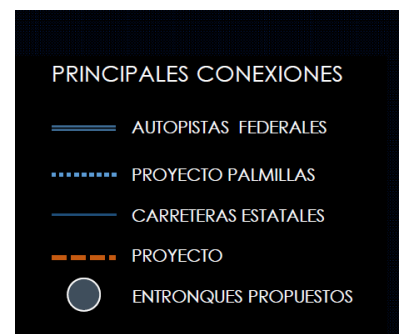 PRINCIPALES CONEXIONES
AUTOPISTAS FEDERALES
PROYECTO PALMILLAS
CARRETERAS ESTATALES
PROYECTO
ENTRONQUES PROPUESTOS